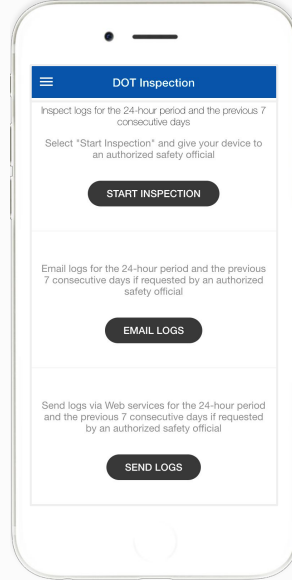 DOT Inspection
Inspect logs for the 24-hour period and the previous 7
consecutive days
Select "Start Inspection" and give your device to
an authorized safety official
START INSPECTION
Email logs for the 24-hour period and the previous
7 consecutive days if requested by an authorized
safety official
EMAIL LOGS
Send logs via Web services for the 24-hour period
and the previous 7 consecutive days if requested
by an authorized safety official
SEND LOGS